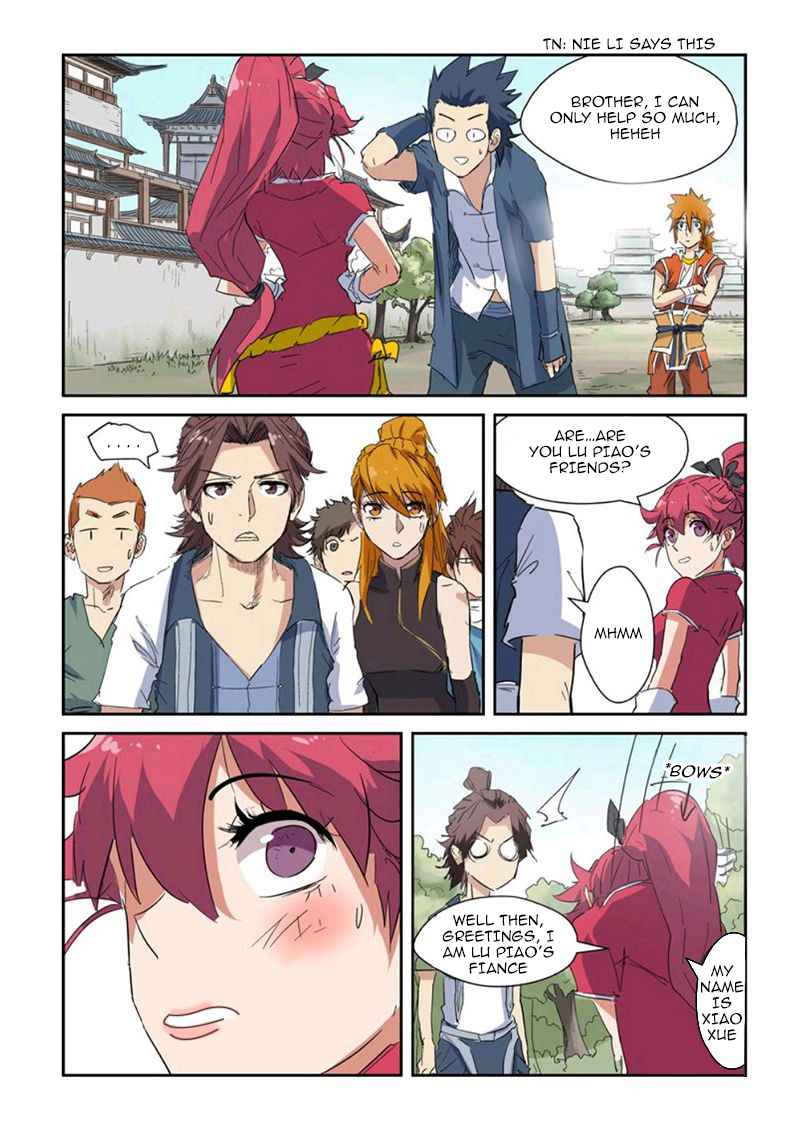 TN: NIE LI SAYS THIS
BROTHER, I CAN
ONLY HELP SO MUCH,
HEHEH
....
ARE...ARE
YOU LU PIAO'S
FRIENDS?
MHMM
*BOWS*
WELL THEN,
GREETINGS, I
AM LU PIAO'S
FIANCE
MY
NAME
IS
XIAO
XUE